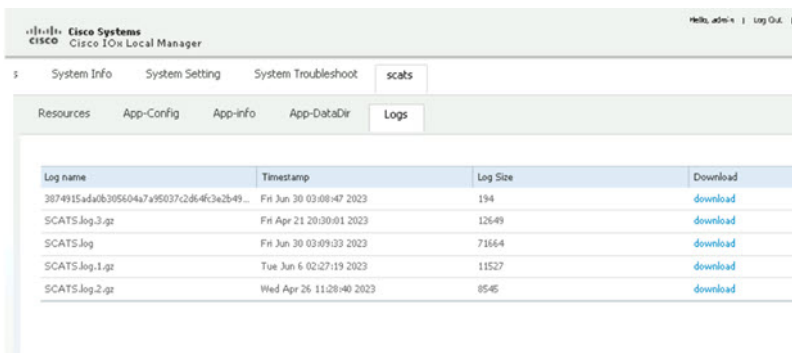 Hello, admin | Log Out |
Cisco Systems
CISCO Cisco IOx Local Manager
s System Info System Setting System Troubleshoot scats
Resources App-Config App-info App-DataDir Logs
Log name Timestamp Log Size Download
3874915ada0b305604a7a95037c2d64fc3e2b49... Fri Jun 30 03:08:47 2023 194 download
SCATS.log.3.gz Fri Apr 21 20:30:01 2023 12649 download
SCATS.log Fri Jun 30 03:09:33 2023 71664 download
SCATS.log.1.gz Tue Jun 6 02:27:19 2023 11527 download
SCATS.log.2.gz Wed Apr 26 11:28:40 2023 8545 download